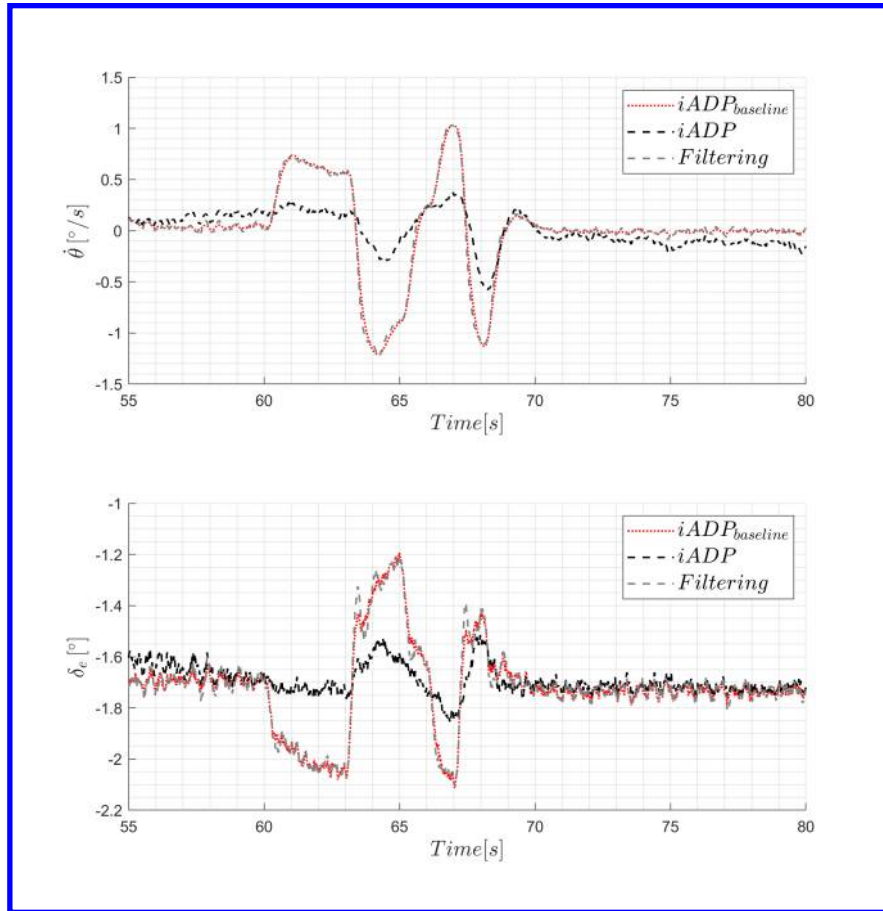 1.5
1
0.5
0
-0.5
-1
-1.5
θ̇ [°/s]
iADP_baseline
iADP
Filtering
55 60 65 70 75 80
Time[s]
-1
-1.2
-1.4
-1.6
-1.8
-2
-2.2
δ_e [°]
iADP_baseline
iADP
Filtering
55 60 65 70 75 80
Time[s]